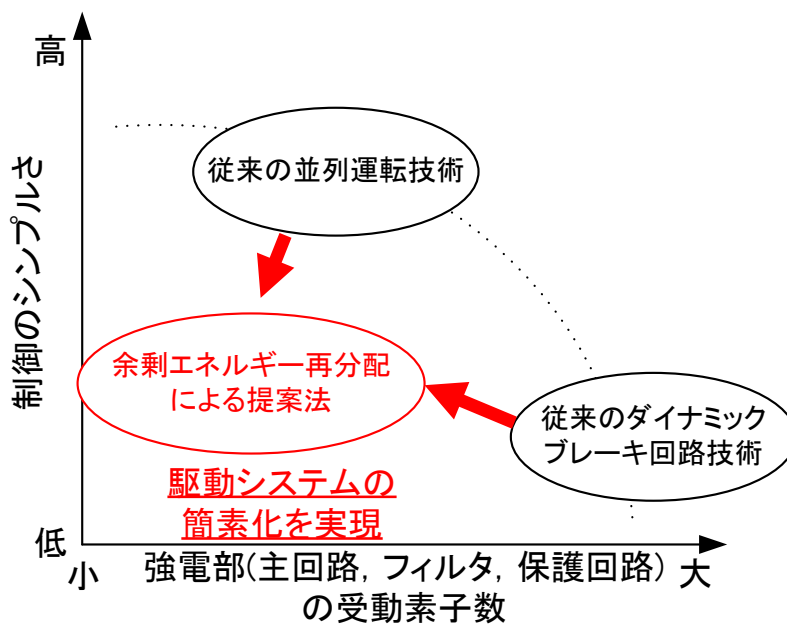 高
制御のシンプルさ
従来の並列運転技術
余剰エネルギー再分配
による提案法
従来のダイナミック
ブレーキ回路技術
駆動システムの
簡素化を実現
低
小
強電部(主回路, フィルタ, 保護回路)
の受動素子数
大